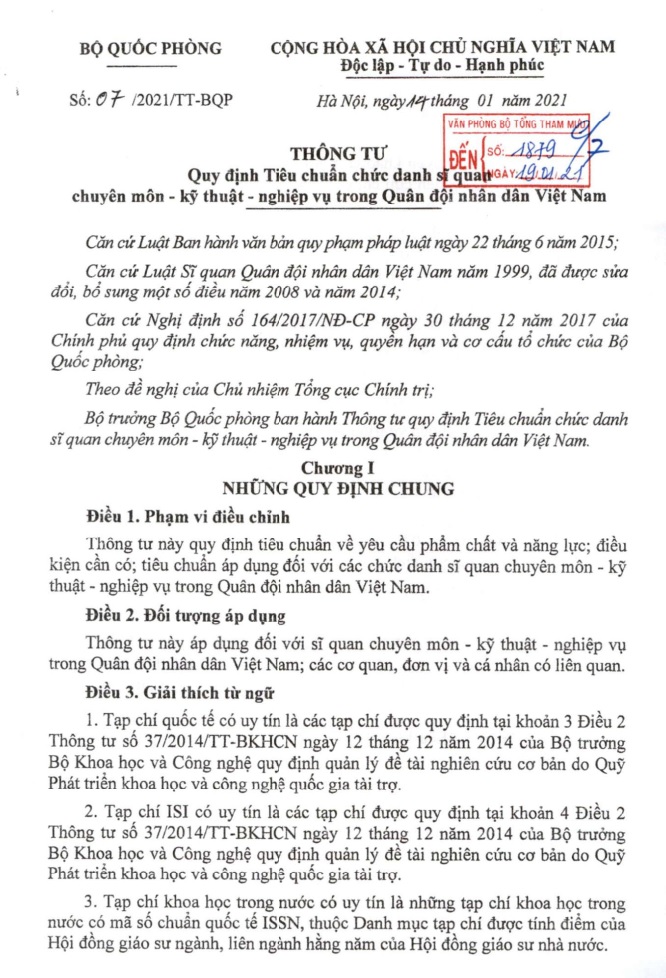 BỘ QUỐC PHÒNG
CỘNG HÒA XÃ HỘI CHỦ NGHĨA VIỆT NAM
Độc lập - Tự do - Hạnh phúc
Số: 07 /2021/TT-BQP
Hà Nội, ngày 14 tháng 01 năm 2021
VĂN PHÒNG BỘ TỔNG THAM MƯU
ĐẾN
SỐ: 1879
NGÀY: 19.01.21
THÔNG TƯ
Quy định Tiêu chuẩn chức danh sĩ quan
chuyên môn - kỹ thuật - nghiệp vụ trong Quân đội nhân dân Việt Nam
Căn cứ Luật Ban hành văn bản quy phạm pháp luật ngày 22 tháng 6 năm 2015;
Căn cứ Luật Sĩ quan Quân đội nhân dân Việt Nam năm 1999, đã được sửa
đổi, bổ sung một số điều năm 2008 và năm 2014;
Căn cứ Nghị định số 164/2017/NĐ-CP ngày 30 tháng 12 năm 2017 của
Chính phủ quy định chức năng, nhiệm vụ, quyền hạn và cơ cấu tổ chức của Bộ
Quốc phòng;
Theo đề nghị của Chủ nhiệm Tổng cục Chính trị;
Bộ trưởng Bộ Quốc phòng ban hành Thông tư quy định Tiêu chuẩn chức danh
sĩ quan chuyên môn - kỹ thuật - nghiệp vụ trong Quân đội nhân dân Việt Nam.
Chương I
NHỮNG QUY ĐỊNH CHUNG
Điều 1. Phạm vi điều chỉnh
Thông tư này quy định tiêu chuẩn về yêu cầu phẩm chất và năng lực; điều
kiện cần có; tiêu chuẩn áp dụng đối với các chức danh sĩ quan chuyên môn - kỹ
thuật - nghiệp vụ trong Quân đội nhân dân Việt Nam.
Điều 2. Đối tượng áp dụng
Thông tư này áp dụng đối với sĩ quan chuyên môn - kỹ thuật - nghiệp vụ
trong Quân đội nhân dân Việt Nam; các cơ quan, đơn vị và cá nhân có liên quan.
Điều 3. Giải thích từ ngữ
1. Tạp chí quốc tế có uy tín là các tạp chí được quy định tại khoản 3 Điều 2
Thông tư số 37/2014/TT-BKHCN ngày 12 tháng 12 năm 2014 của Bộ trưởng
Bộ Khoa học và Công nghệ quy định quản lý đề tài nghiên cứu cơ bản do Quỹ
Phát triển khoa học và công nghệ quốc gia tài trợ.
2. Tạp chí ISI có uy tín là các tạp chí được quy định tại khoản 4 Điều 2
Thông tư số 37/2014/TT-BKHCN ngày 12 tháng 12 năm 2014 của Bộ trưởng
Bộ Khoa học và Công nghệ quy định quản lý đề tài nghiên cứu cơ bản do Quỹ
Phát triển khoa học và công nghệ quốc gia tài trợ.
3. Tạp chí khoa học trong nước có uy tín là những tạp chí khoa học trong
nước có mã số chuẩn quốc tế ISSN, thuộc Danh mục tạp chí được tính điểm của
Hội đồng giáo sư ngành, liên ngành hằng năm của Hội đồng giáo sư nhà nước.